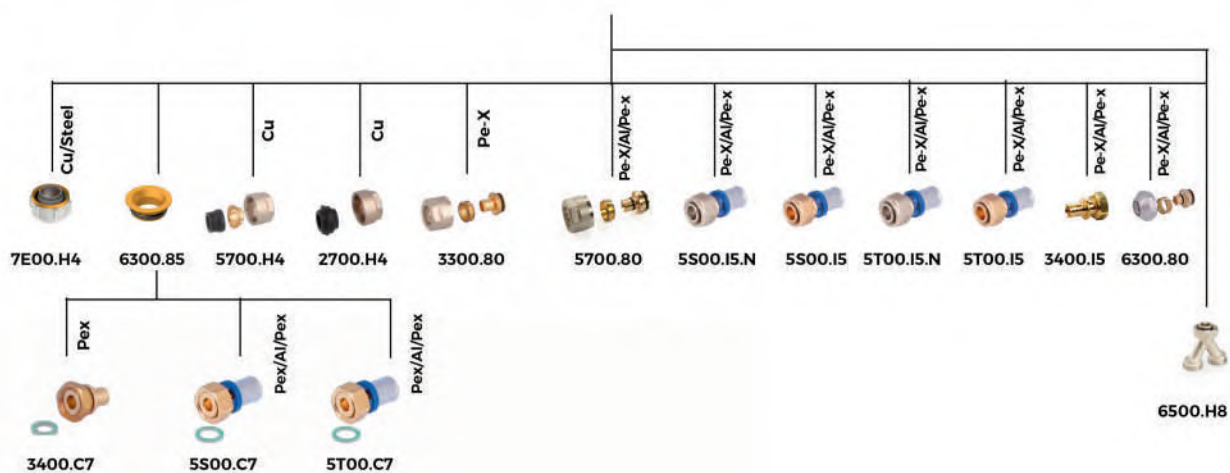 Cu/Steel
Cu
Cu
Pe-X
Pe-X/Al/Pe-x
Pe-X/Al/Pe-x
Pe-X/Al/Pe-x
Pe-X/Al/Pe-x
Pe-X/Al/Pe-x
Pe-X/Al/Pe-x
Pe-X/Al/Pe-x
7E00.H4
6300.85
5700.H4
2700.H4
3300.80
5700.80
5S00.I5.N
5S00.I5
5T00.I5.N
5T00.I5
3400.I5
6300.80
Pex
Pex/Al/Pex
Pex/Al/Pex
6500.H8
3400.C7
5S00.C7
5T00.C7